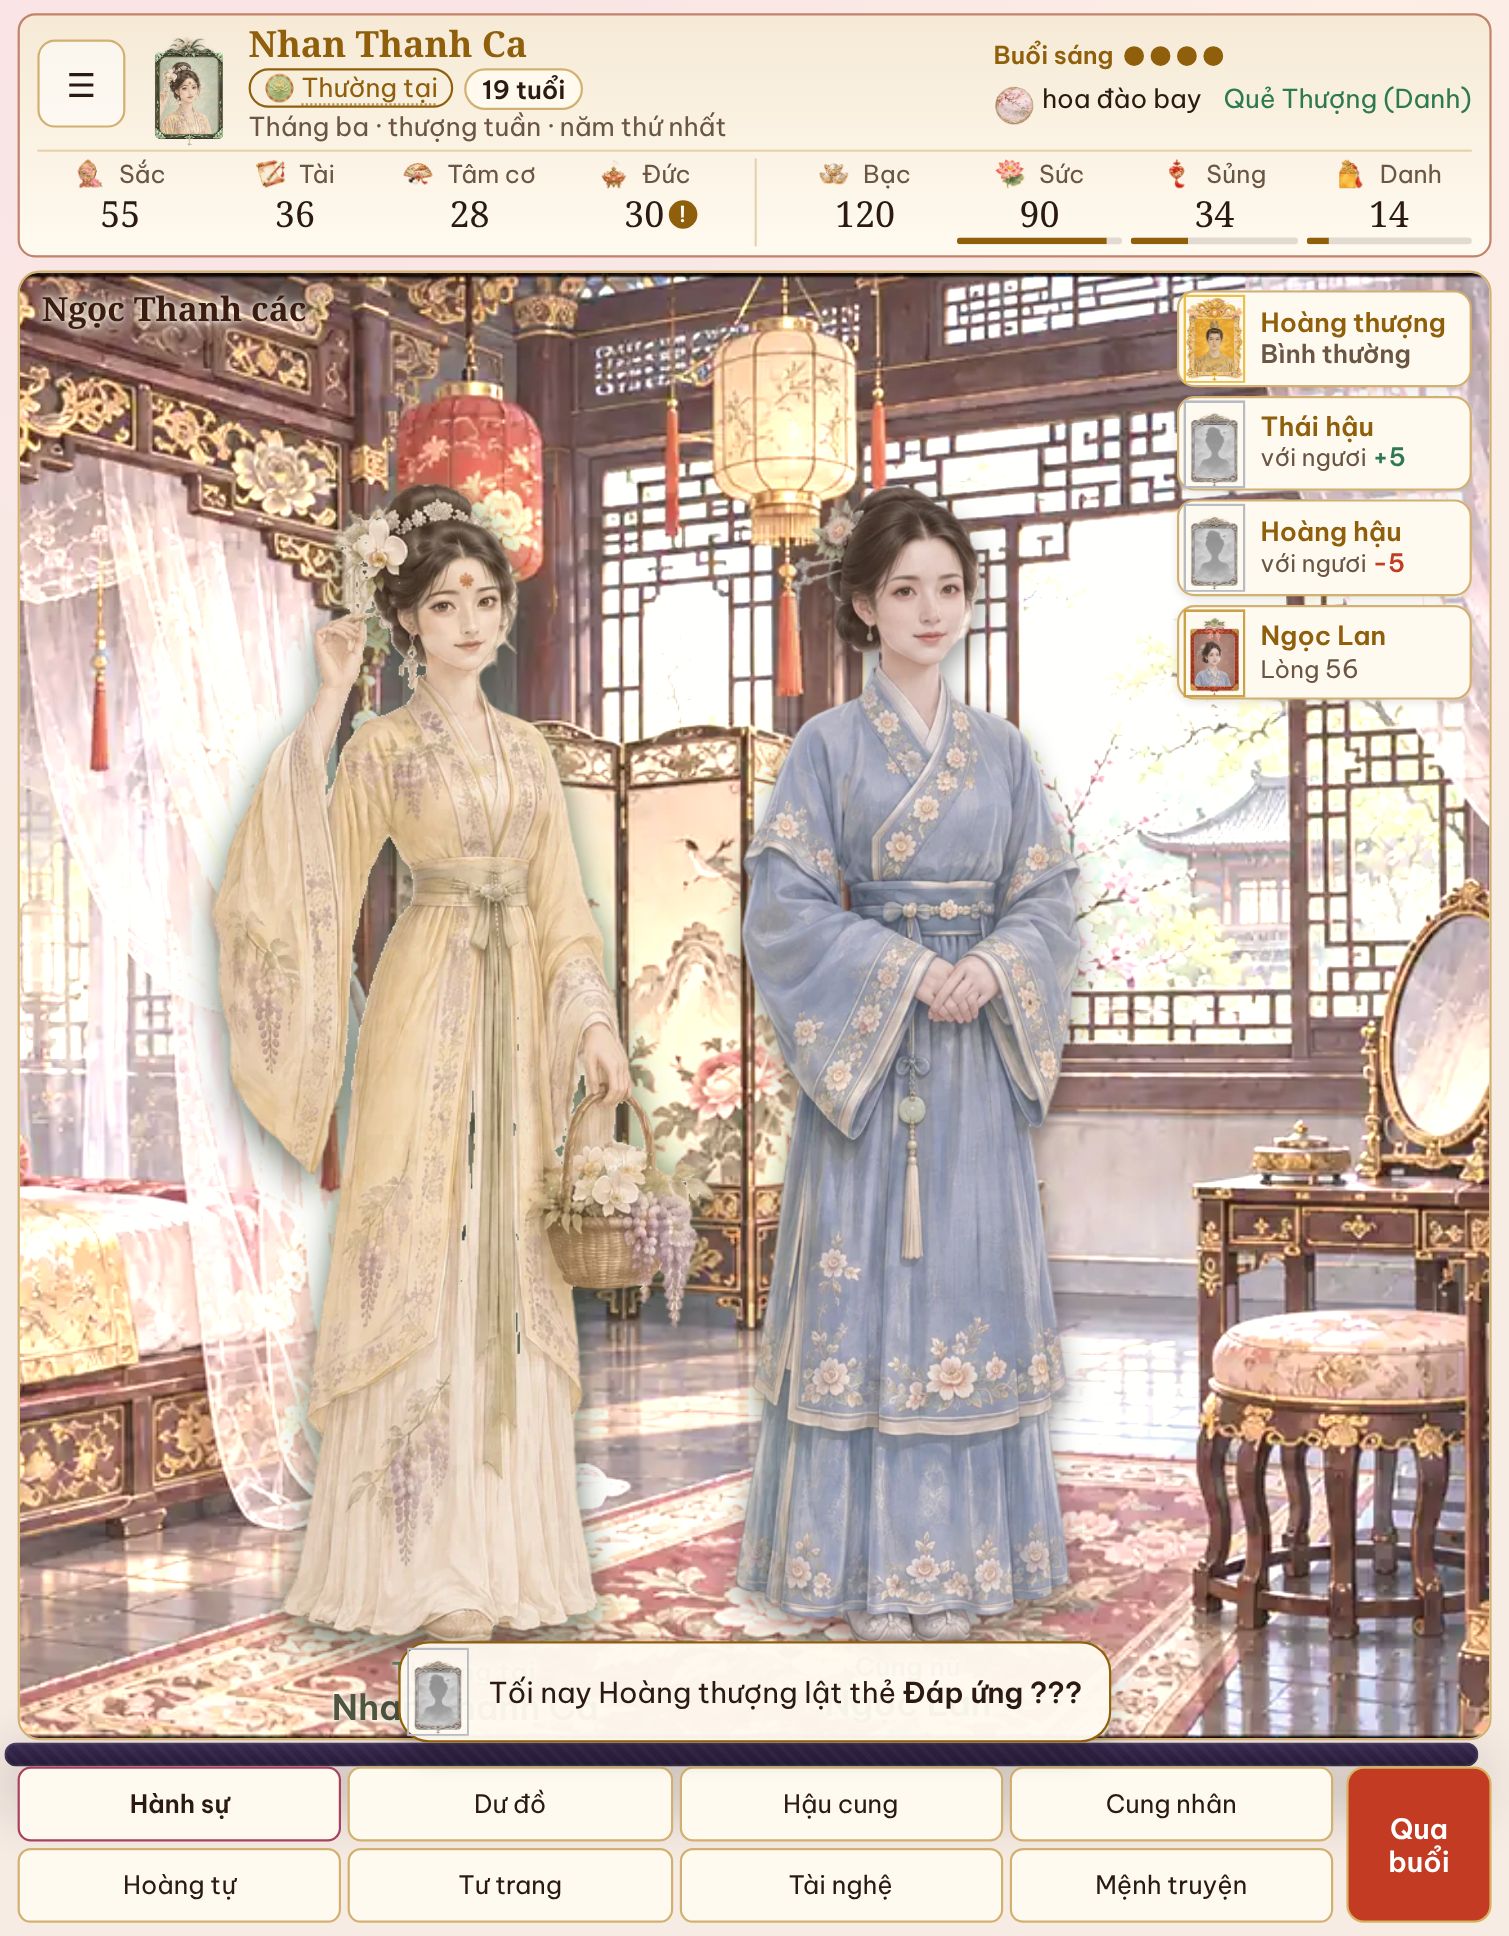 ☰
Nhan Thanh Ca
Thường tại
19 tuổi
Tháng ba · thượng tuần · năm thứ nhất
Buổi sáng
hoa đào bay
Quẻ Thượng (Danh)
Sắc
55
Tài
36
Tâm cơ
28
Đức
30 !
Bạc
120
Sức
90
Sủng
34
Danh
14
Ngọc Thanh các
Hoàng thượng
Bình thường
Thái hậu
với ngươi +5
Hoàng hậu
với ngươi -5
Ngọc Lan
Lòng 56
Nha
Tối nay Hoàng thượng lật thẻ Đáp ứng ???
Hành sự
Dư đồ
Hậu cung
Cung nhân
Hoàng tự
Tư trang
Tài nghệ
Mệnh truyện
Qua
buổi